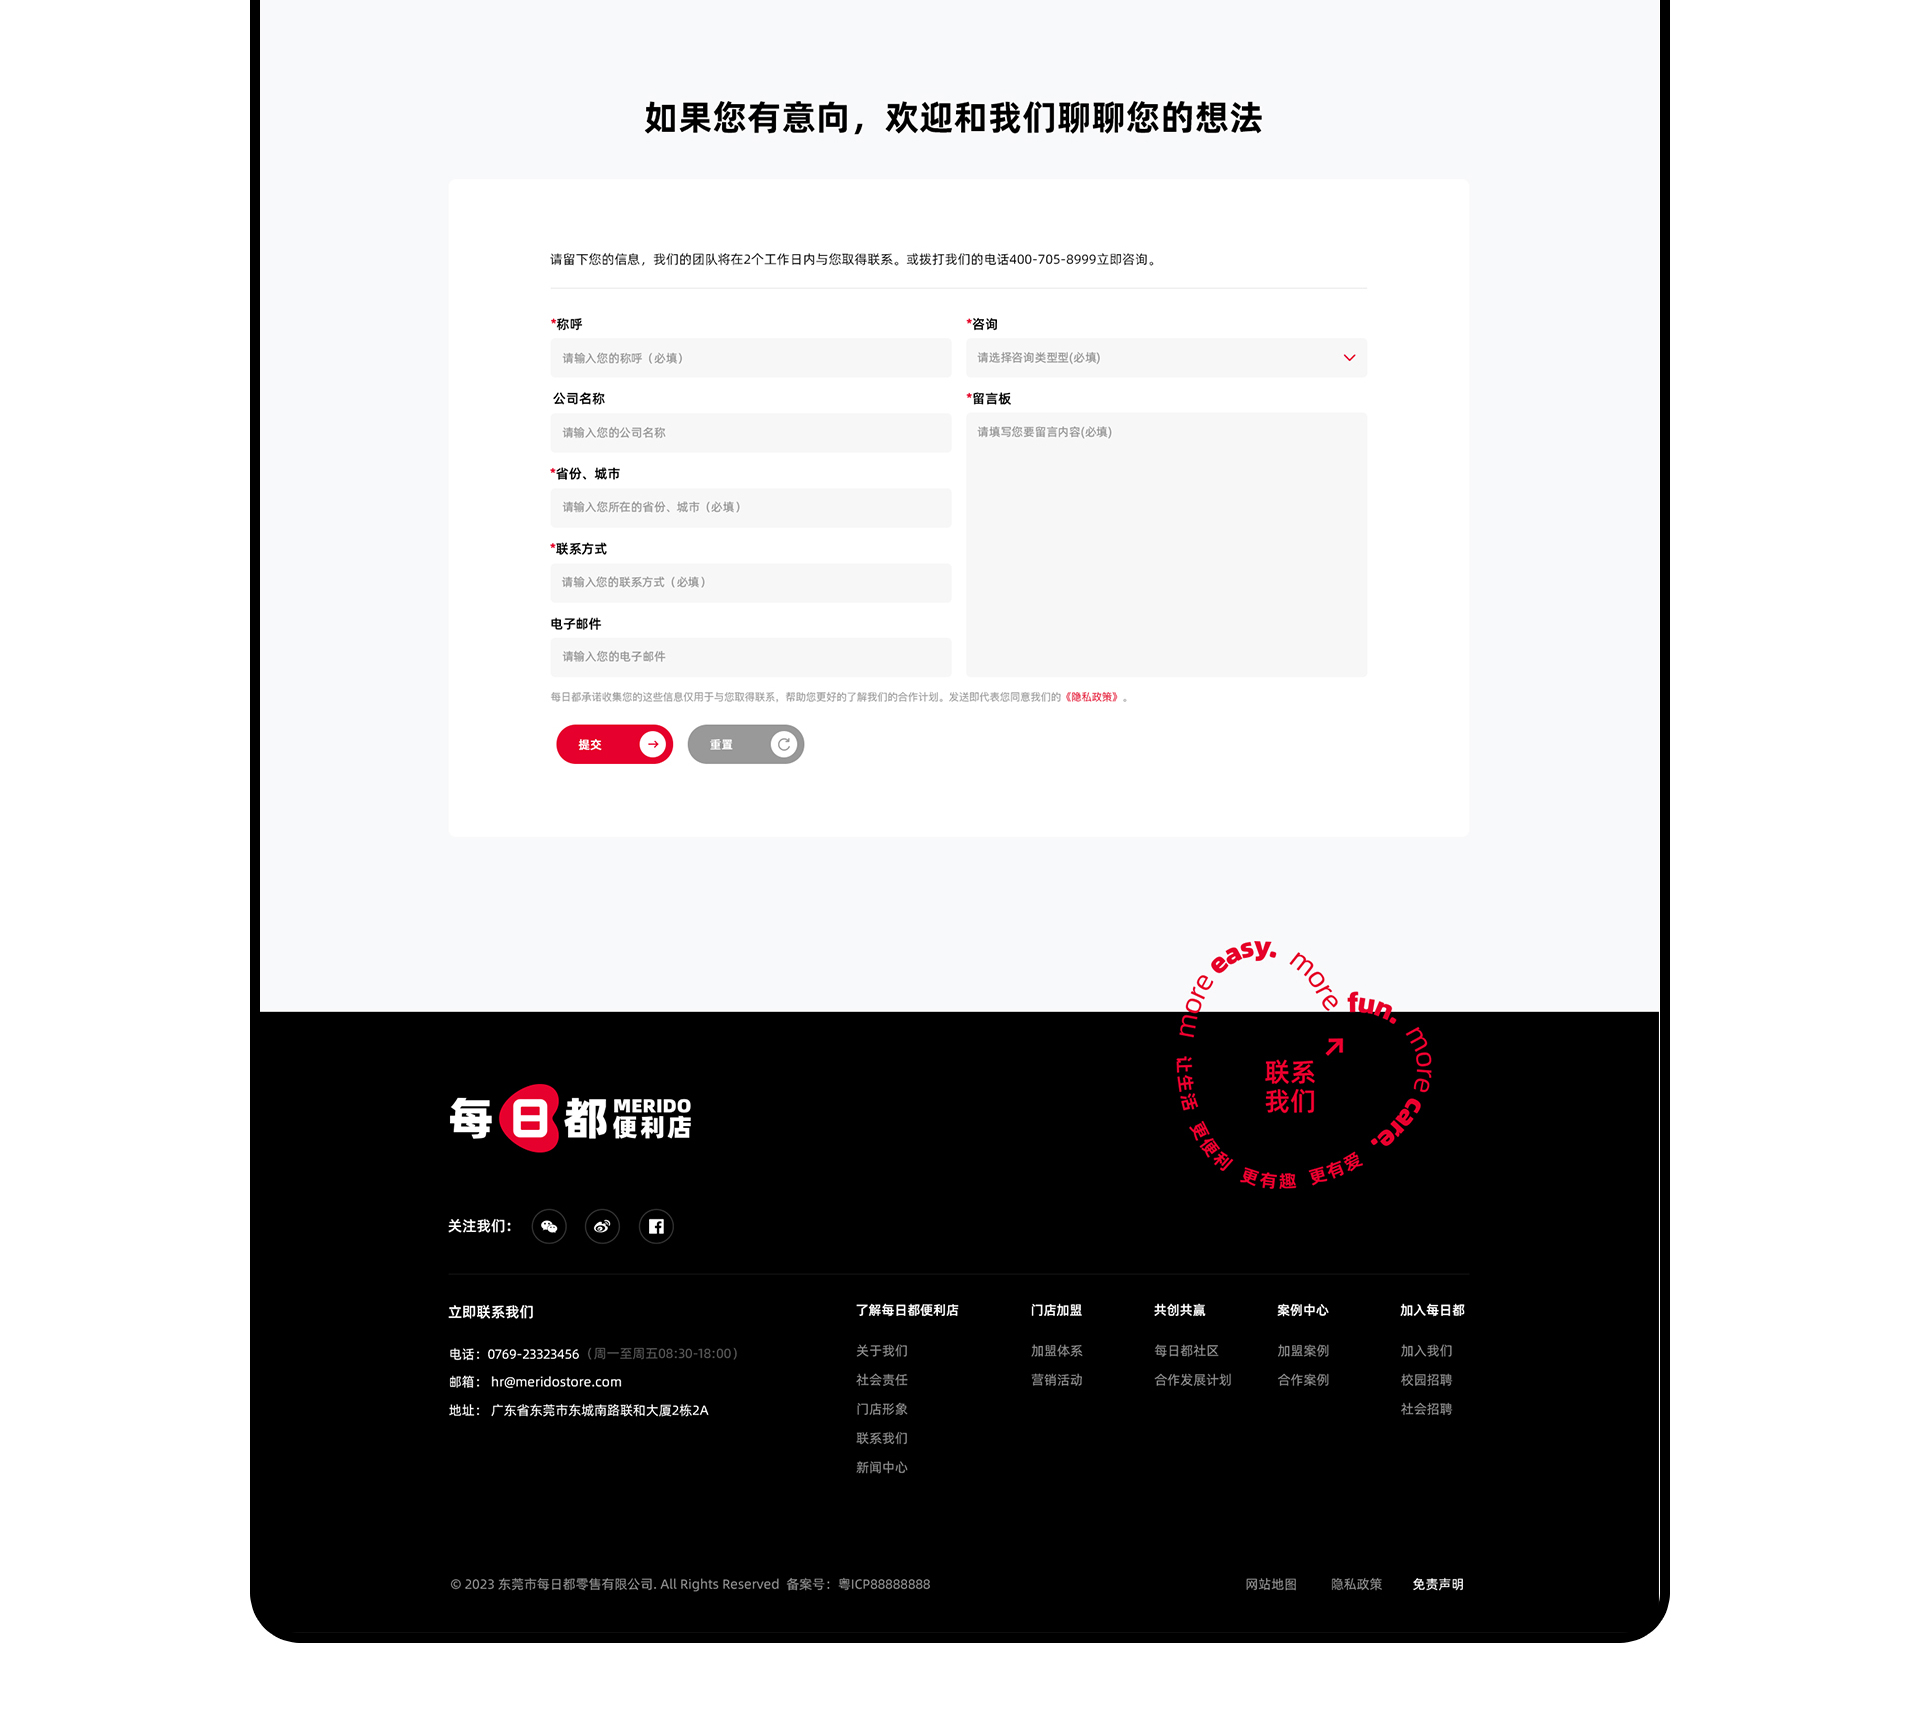 如果您有意向，欢迎和我们聊聊您的想法
请留下您的信息，我们的团队将在2个工作日内与您取得联系。或拨打我们的电话400-705-8999立即咨询。
*称呼
请输入您的称呼（必填）
公司名称
请输入您的公司名称
*省份、城市
请输入您所在的省份、城市（必填）
*联系方式
请输入您的联系方式（必填）
电子邮件
请输入您的电子邮件
*咨询
请选择咨询类型型(必填)
*留言板
请填写您要留言内容(必填)
每日都承诺收集您的这些信息仅用于与您取得联系，帮助您更好的了解我们的合作计划。发送即代表您同意我们的《隐私政策》。
提交
重置
more easy. more fun. more care.
让生活 更便利 更有趣 更有爱
联系
我们
每日都 MERIDO
便利店
关注我们：
立即联系我们
电话：0769-23323456（周一至周五08:30-18:00）
邮箱： hr@meridostore.com
地址： 广东省东莞市东城南路联和大厦2栋2A
了解每日都便利店
关于我们
社会责任
门店形象
联系我们
新闻中心
门店加盟
加盟体系
营销活动
共创共赢
每日都社区
合作发展计划
案例中心
加盟案例
合作案例
加入每日都
加入我们
校园招聘
社会招聘
© 2023 东莞市每日都零售有限公司. All Rights Reserved 备案号：粤ICP88888888
网站地图
隐私政策
免责声明